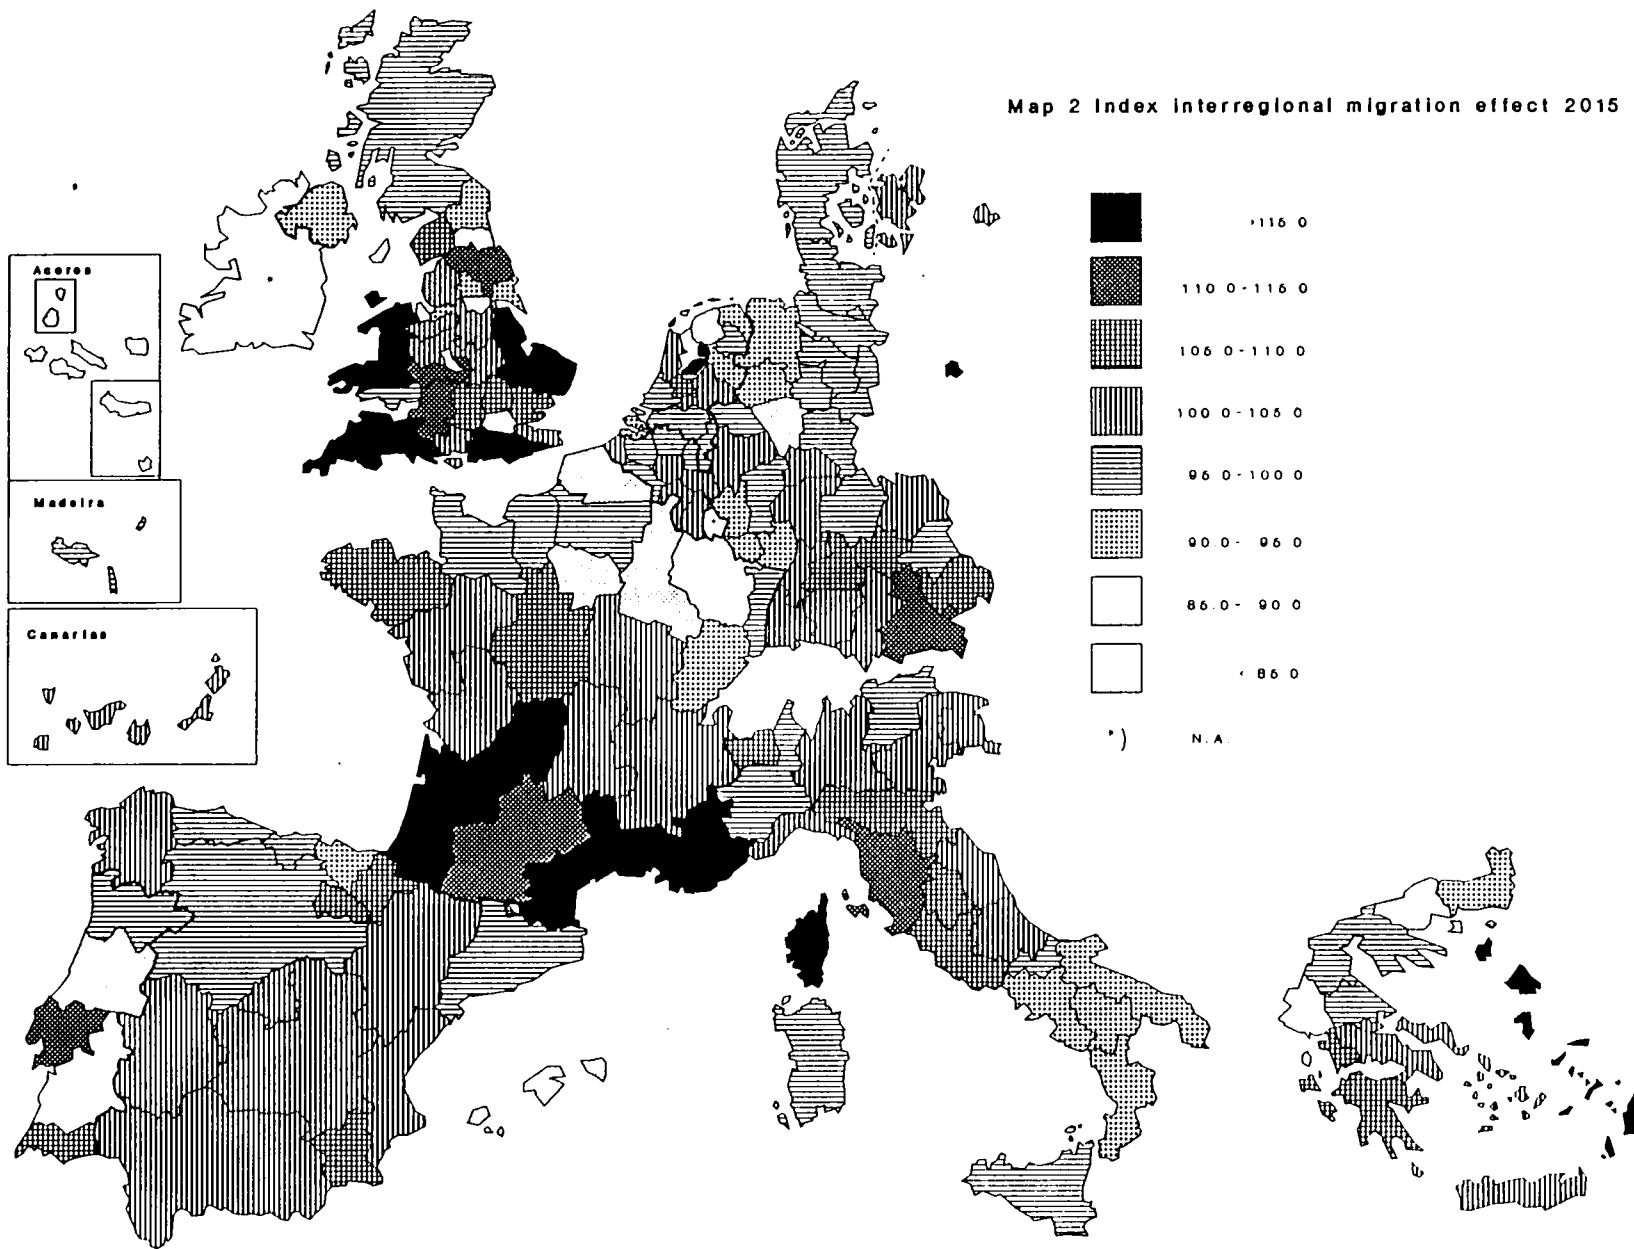 Map 2 Index interregional migration effect 2015
›115 0
110 0-115 0
105 0-110 0
100 0-105 0
95 0-100 0
90.0- 95 0
85.0- 90 0
‹ 85 0
*) N.A.
Acores
Madeira
Canarias